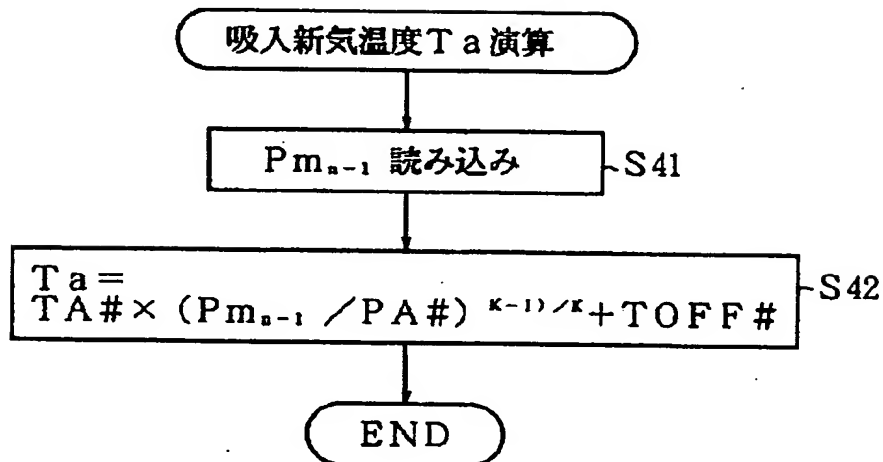 吸入新気温度Ta演算
Pmₙ₋₁ 読み込み
S41
Ta=
TA#×(Pmₙ₋₁/PA#)ᴷ⁻¹⁾ᐟᴷ+TOFF#
S42
END